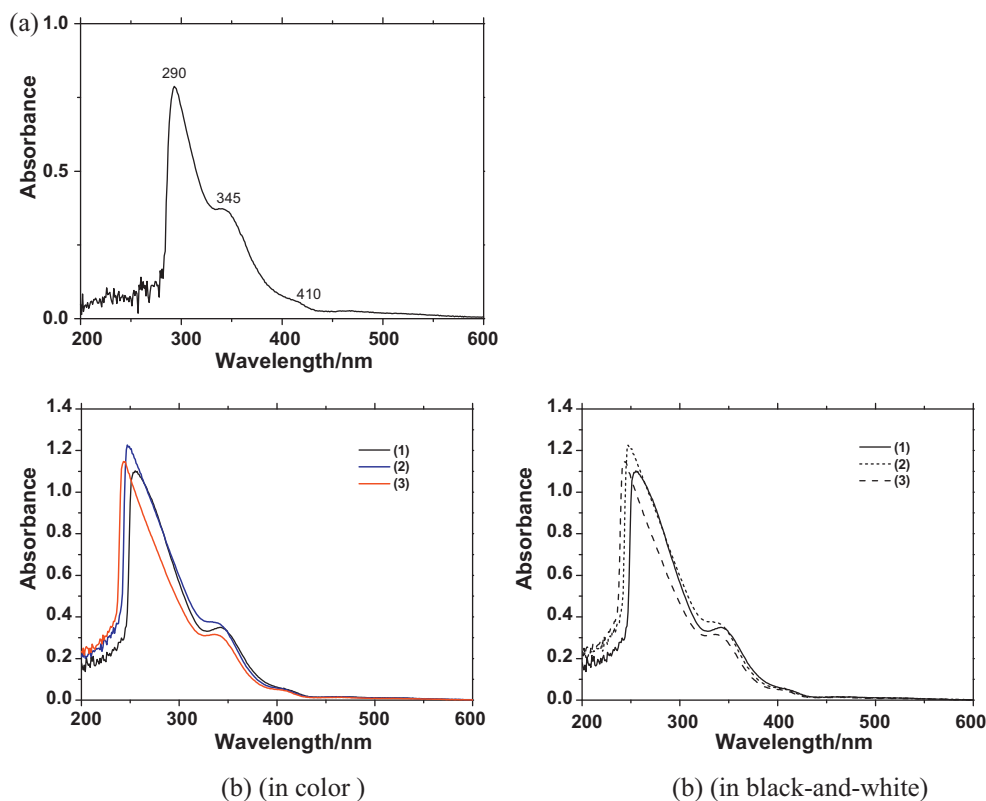 (a)
1.0
290
Absorbance
0.5
345
410
0.0
200 300 400 500 600
Wavelength/nm
1.4
1.2
1.0
0.8
0.6
0.4
0.2
0.0
Absorbance
(1)
(2)
(3)
200 300 400 500 600
Wavelength/nm
(b) (in color )
1.4
1.2
1.0
0.8
0.6
0.4
0.2
0.0
Absorbance
(1)
(2)
(3)
200 300 400 500 600
Wavelength/nm
(b) (in black-and-white)